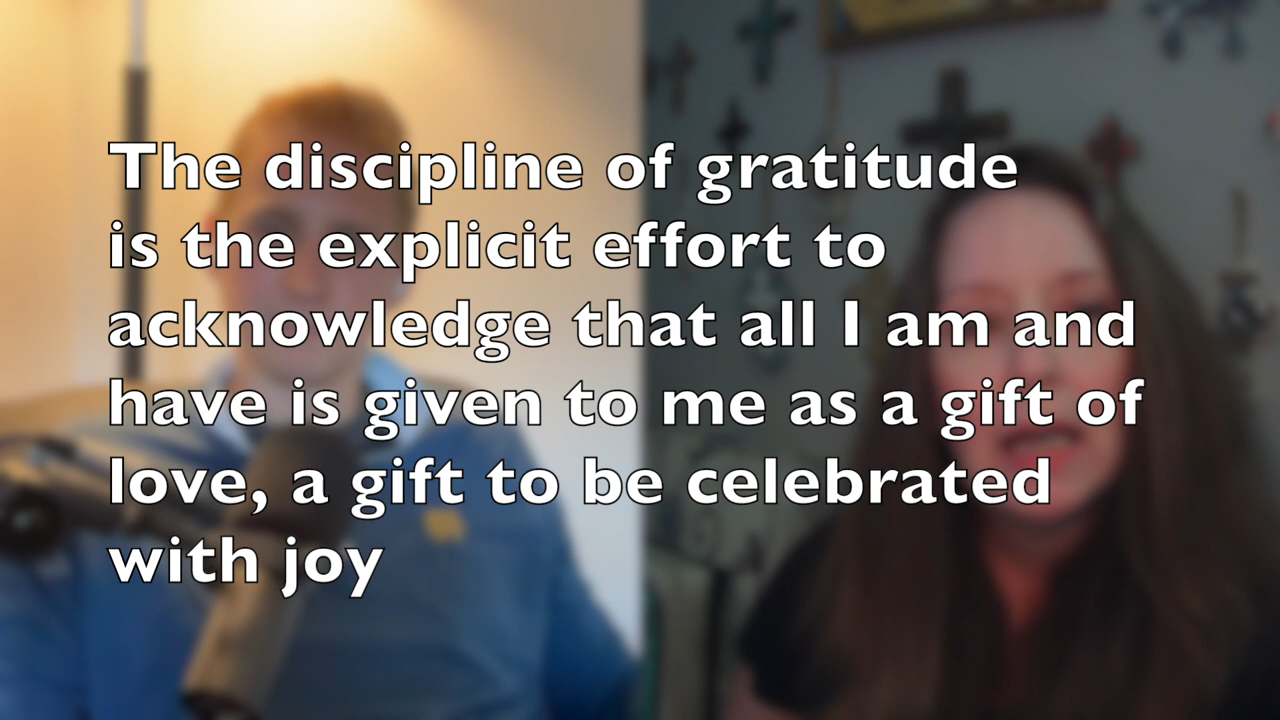 The discipline of gratitude
is the explicit effort to
acknowledge that all I am and
have is given to me as a gift of
love, a gift to be celebrated
with joy